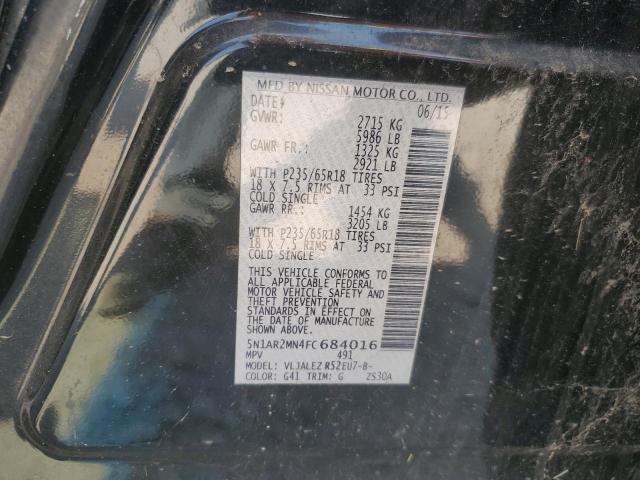 MFD BY NISSAN MOTOR CO., LTD.
DATE: 06/15
GVWR: 2715 KG
5986 LB
GAWR FR.: 1325 KG
2921 LB
WITH P235/65R18 TIRES
18 X 7.5 RIMS AT 33 PSI
COLD SINGLE
GAWR RR.: 1454 KG
3205 LB
WITH P235/65R18 TIRES
18 X 7.5 RIMS AT 33 PSI
COLD SINGLE
THIS VEHICLE CONFORMS TO
ALL APPLICABLE FEDERAL
MOTOR VEHICLE SAFETY AND
THEFT PREVENTION
STANDARDS IN EFFECT ON
THE DATE OF MANUFACTURE
SHOWN ABOVE.
5N1AR2MN4FC684016
MPV 491
VLJALEZ R52EU7-B-
COLOR: G41 TRIM: G ZS30A